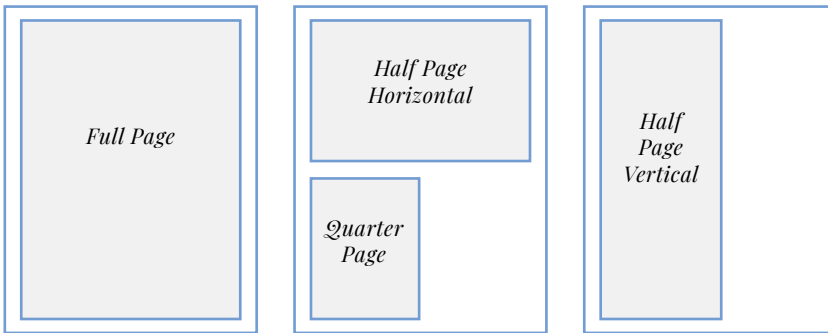 Full Page
Half Page
Horizontal
Quarter
Page
Half
Page
Vertical